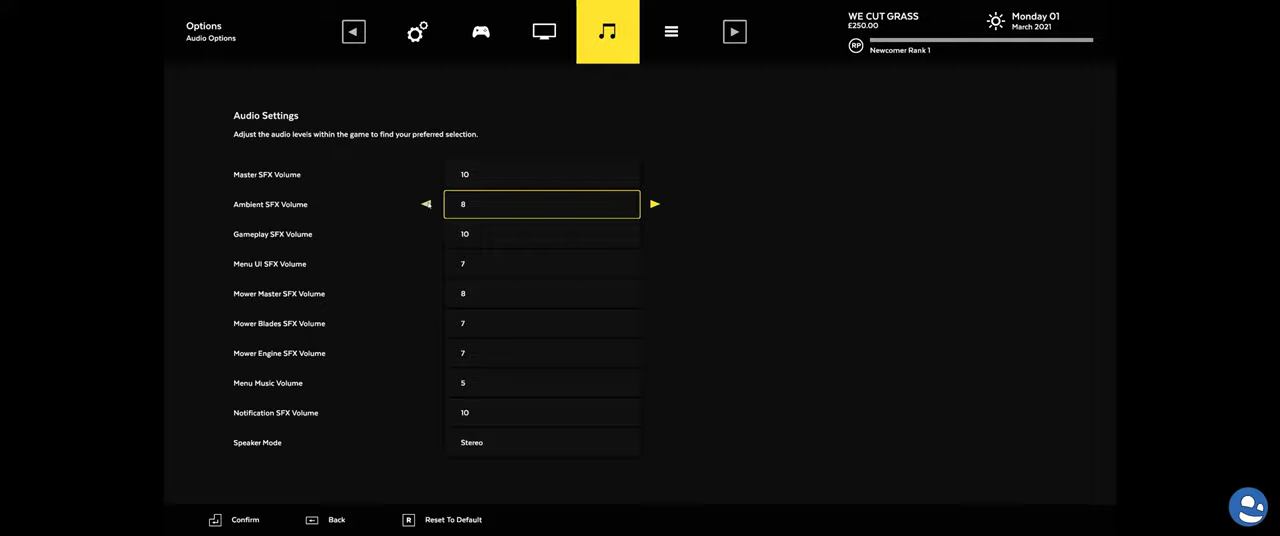 Options
Audio Options
WE CUT GRASS
£250.00
Monday 01
March 2021
RP
Newcomer Rank 1
Audio Settings
Adjust the audio levels within the game to find your preferred selection.
Master SFX Volume 10
Ambient SFX Volume 8
Gameplay SFX Volume 10
Menu UI SFX Volume 7
Mower Master SFX Volume 8
Mower Blades SFX Volume 7
Mower Engine SFX Volume 7
Menu Music Volume 5
Notification SFX Volume 10
Speaker Mode Stereo
Confirm Back R Reset To Default